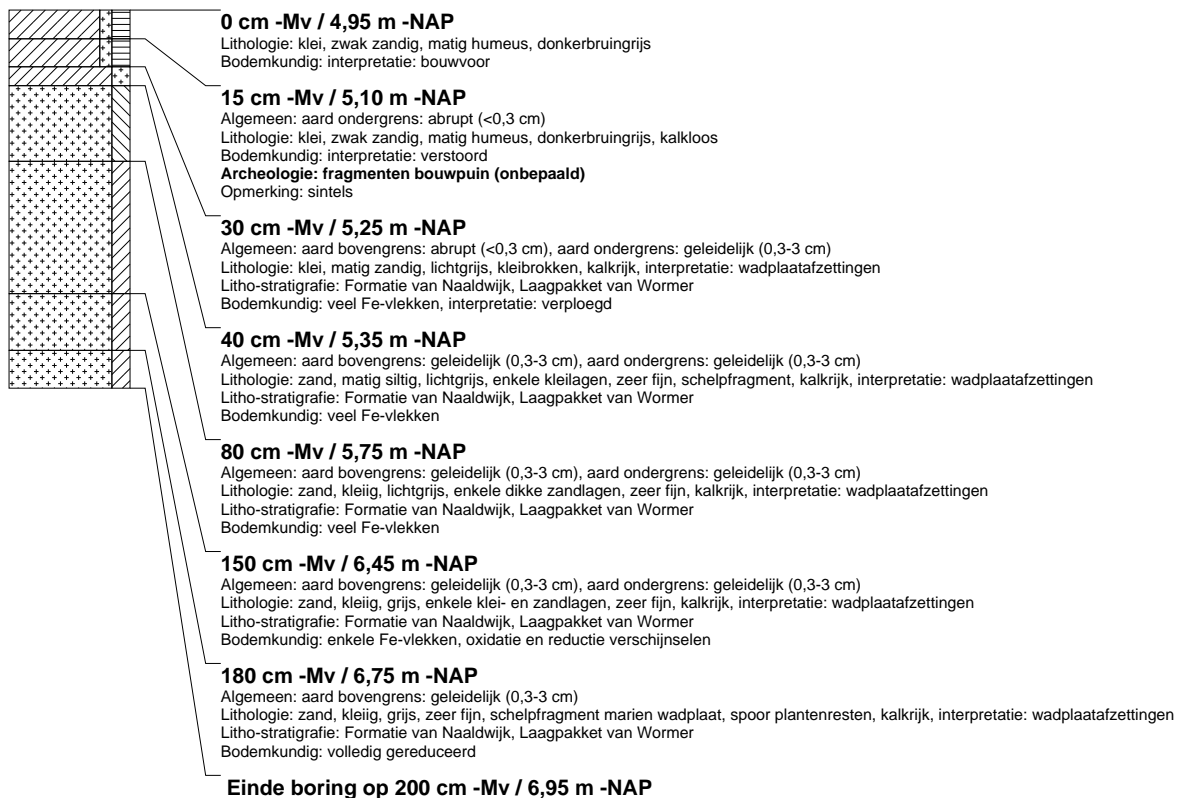 0 cm -Mv / 4,95 m -NAP
Lithologie: klei, zwak zandig, matig humeus, donkerbruingrijs
Bodemkundig: interpretatie: bouwvoor
15 cm -Mv / 5,10 m -NAP
Algemeen: aard ondergrens: abrupt (<0,3 cm)
Lithologie: klei, zwak zandig, matig humeus, donkerbruingrijs, kalkloos
Bodemkundig: interpretatie: verstoord
Archeologie: fragmenten bouwpuin (onbepaald)
Opmerking: sintels
30 cm -Mv / 5,25 m -NAP
Algemeen: aard bovengrens: abrupt (<0,3 cm), aard ondergrens: geleidelijk (0,3-3 cm)
Lithologie: klei, matig zandig, lichtgrijs, kleibrokken, kalkrijk, interpretatie: wadplaatafzettingen
Litho-stratigrafie: Formatie van Naaldwijk, Laagpakket van Wormer
Bodemkundig: veel Fe-vlekken, interpretatie: verploegd
40 cm -Mv / 5,35 m -NAP
Algemeen: aard bovengrens: geleidelijk (0,3-3 cm), aard ondergrens: geleidelijk (0,3-3 cm)
Lithologie: zand, matig siltig, lichtgrijs, enkele kleilagen, zeer fijn, schelpfragment, kalkrijk, interpretatie: wadplaatafzettingen
Litho-stratigrafie: Formatie van Naaldwijk, Laagpakket van Wormer
Bodemkundig: veel Fe-vlekken
80 cm -Mv / 5,75 m -NAP
Algemeen: aard bovengrens: geleidelijk (0,3-3 cm), aard ondergrens: geleidelijk (0,3-3 cm)
Lithologie: zand, kleiig, lichtgrijs, enkele dikke zandlagen, zeer fijn, kalkrijk, interpretatie: wadplaatafzettingen
Litho-stratigrafie: Formatie van Naaldwijk, Laagpakket van Wormer
Bodemkundig: veel Fe-vlekken
150 cm -Mv / 6,45 m -NAP
Algemeen: aard bovengrens: geleidelijk (0,3-3 cm), aard ondergrens: geleidelijk (0,3-3 cm)
Lithologie: zand, kleiig, grijs, enkele klei- en zandlagen, zeer fijn, kalkrijk, interpretatie: wadplaatafzettingen
Litho-stratigrafie: Formatie van Naaldwijk, Laagpakket van Wormer
Bodemkundig: enkele Fe-vlekken, oxidatie en reductie verschijnselen
180 cm -Mv / 6,75 m -NAP
Algemeen: aard bovengrens: geleidelijk (0,3-3 cm)
Lithologie: zand, kleiig, grijs, zeer fijn, schelpfragment marien wadplaat, spoor plantenresten, kalkrijk, interpretatie: wadplaatafzettingen
Litho-stratigrafie: Formatie van Naaldwijk, Laagpakket van Wormer
Bodemkundig: volledig gereduceerd
Einde boring op 200 cm -Mv / 6,95 m -NAP